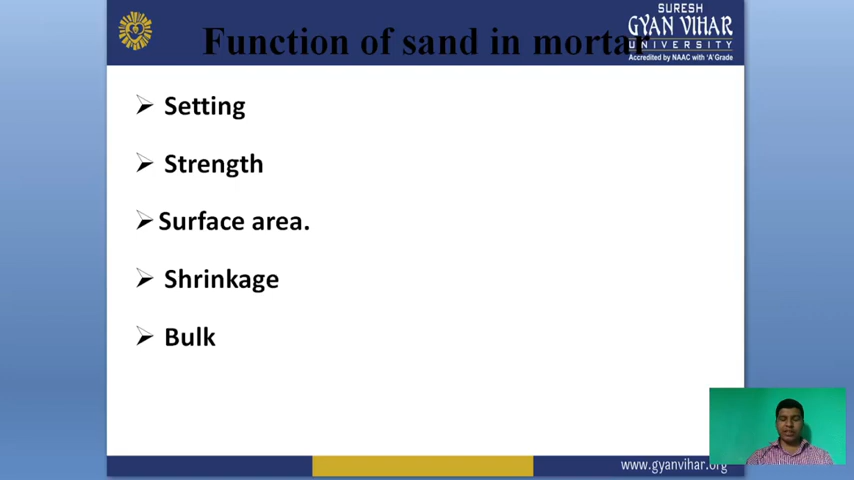 Function of sand in mortar
SURESH
GYAN VIHAR
UNIVERSITY
Accredited by NAAC with 'A'Grade
Setting
Strength
Surface area.
Shrinkage
Bulk
www.gyanvihar.org